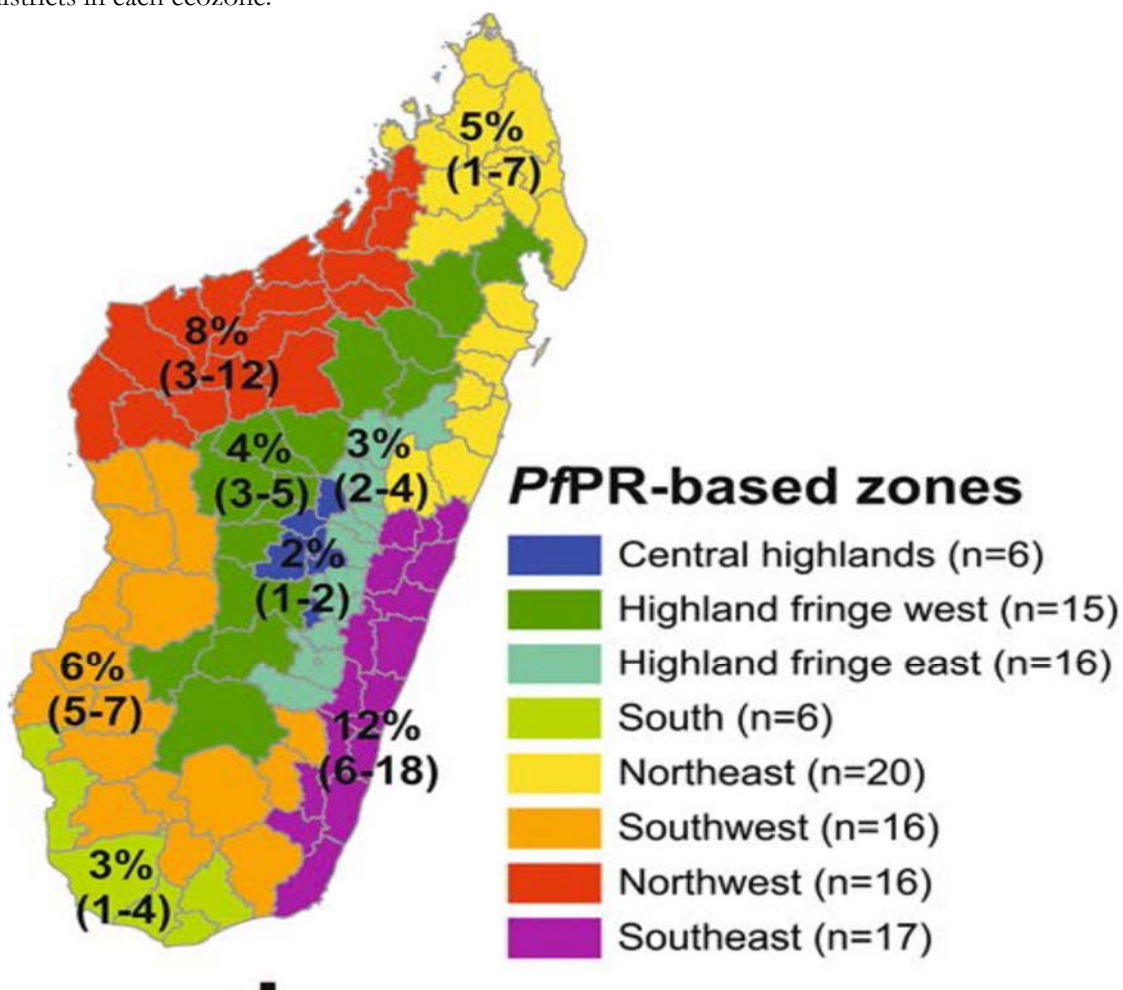 districts in each ecozone.
5%
(1-7)
8%
(3-12)
4%
(3-5)
3%
(2-4)
2%
(1-2)
6%
(5-7)
12%
(6-18)
3%
(1-4)
PfPR-based zones
Central highlands (n=6)
Highland fringe west (n=15)
Highland fringe east (n=16)
South (n=6)
Northeast (n=20)
Southwest (n=16)
Northwest (n=16)
Southeast (n=17)